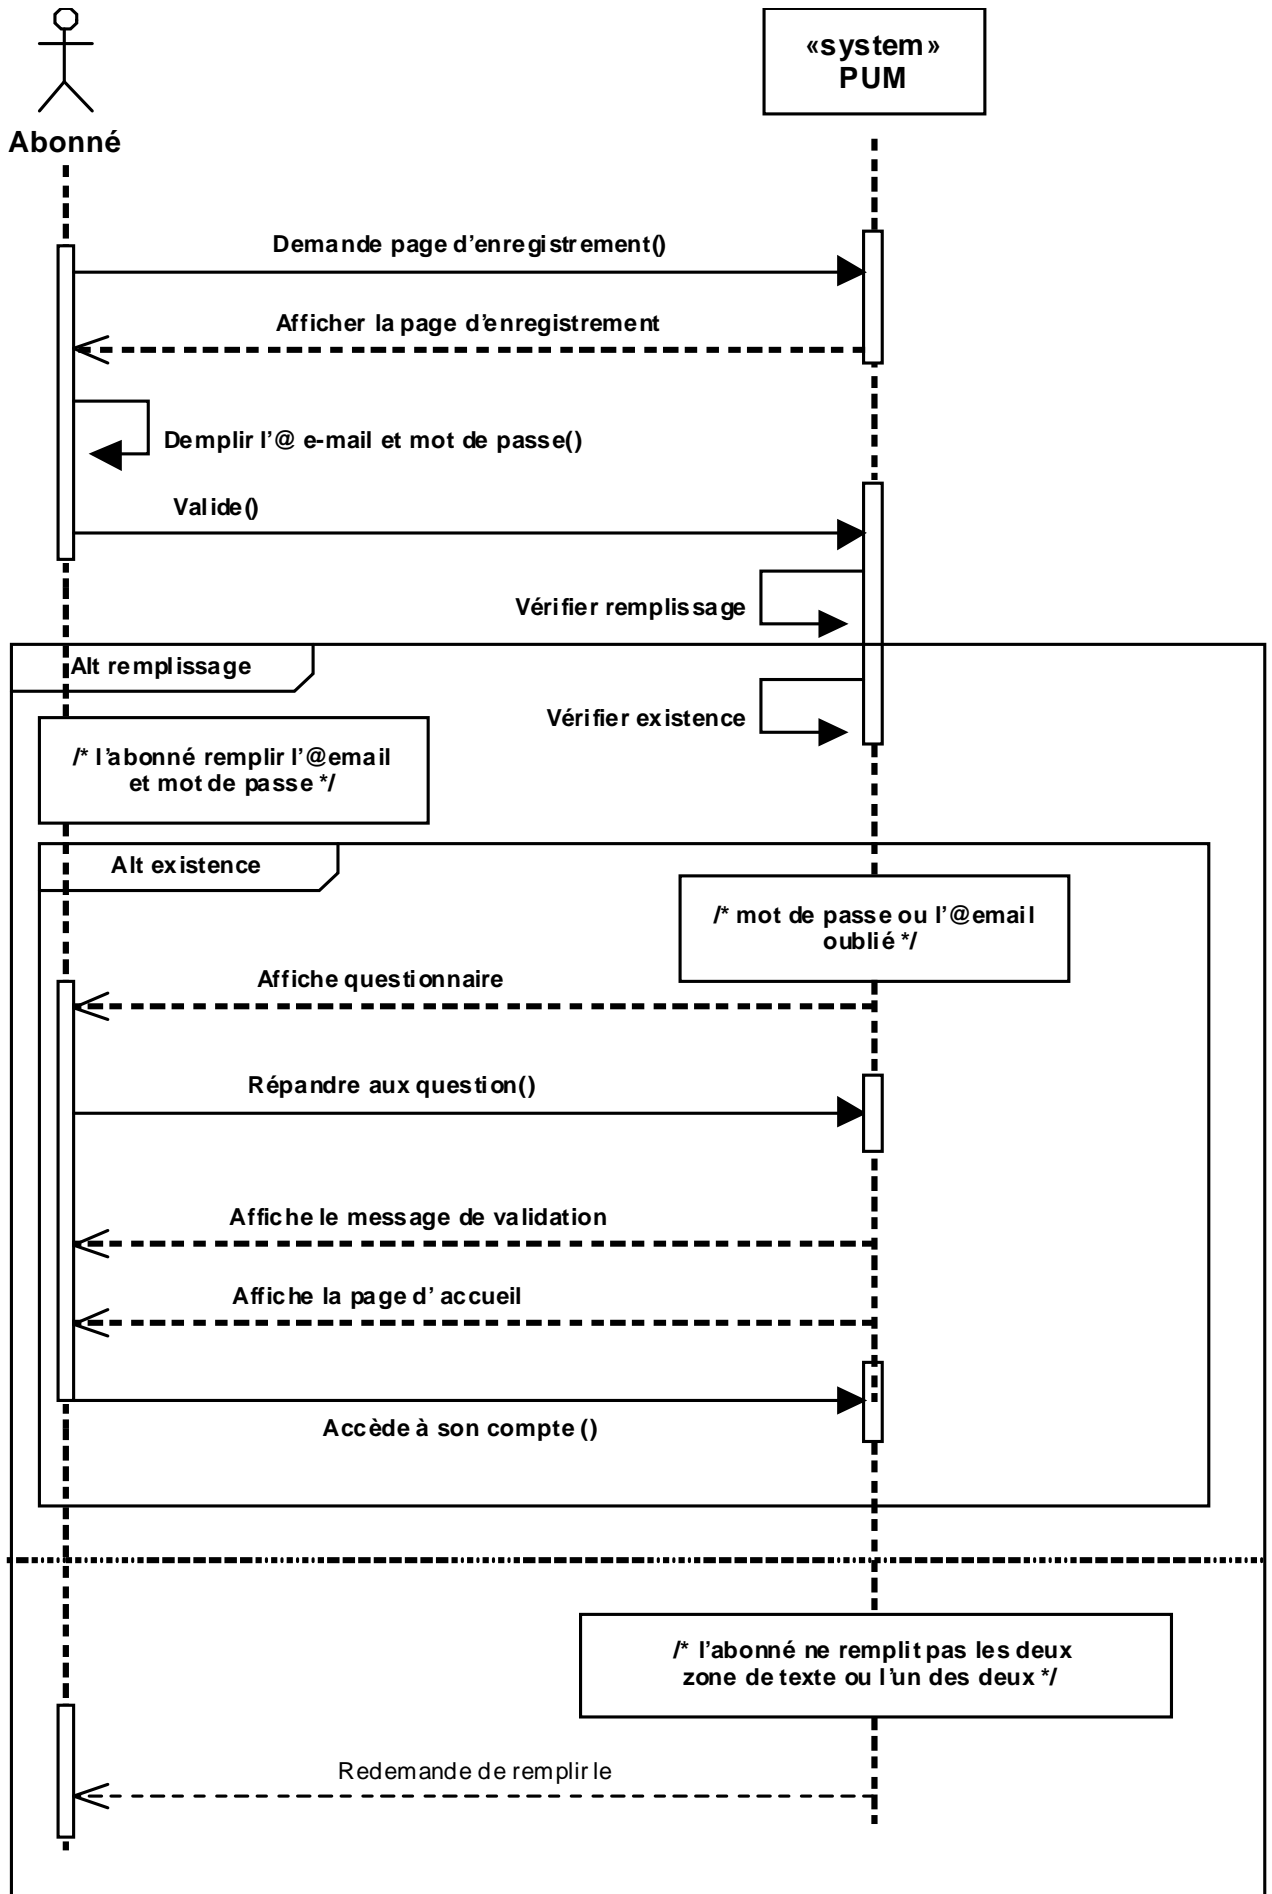 «system»
PUM
Abonné
Demande page d'enregistrement()
Afficher la page d'enregistrement
Demplir l'@ e-mail et mot de passe()
Valide()
Vérifier remplissage
Alt remplissage
Vérifier existence
/* l'abonné remplir l'@email
et mot de passe */
Alt existence
/* mot de passe ou l'@email
oublié */
Affiche questionnaire
Répandre aux question()
Affiche le message de validation
Affiche la page d' accueil
Accède à son compte ()
/* l'abonné ne remplit pas les deux
zone de texte ou l'un des deux */
Redemande de remplir le